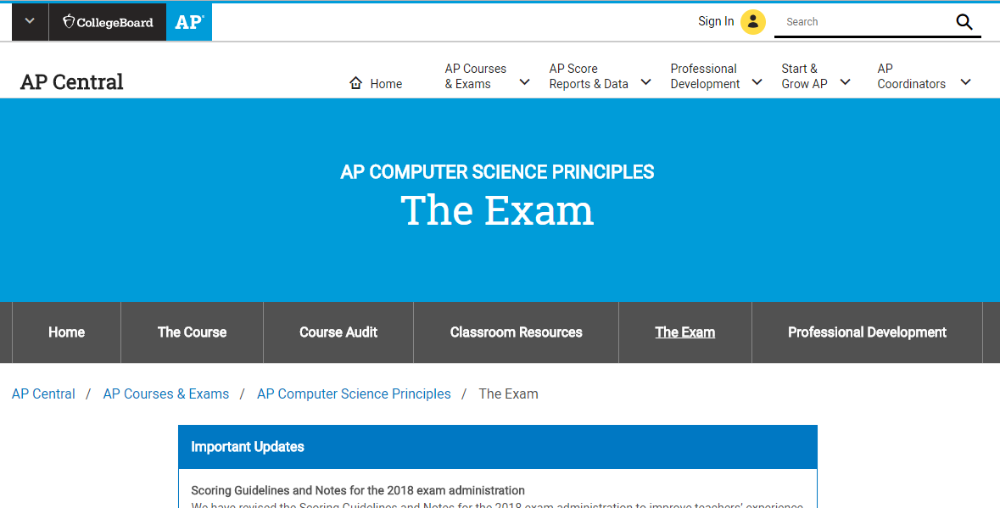 CollegeBoard
AP®
Sign In
Search
AP Central
Home
AP Courses
& Exams
AP Score
Reports & Data
Professional
Development
Start &
Grow AP
AP
Coordinators
AP COMPUTER SCIENCE PRINCIPLES
The Exam
Home
The Course
Course Audit
Classroom Resources
The Exam
Professional Development
AP Central / AP Courses & Exams / AP Computer Science Principles / The Exam
Important Updates
Scoring Guidelines and Notes for the 2018 exam administration
We have revised the Scoring Guidelines and Notes for the 2018 exam administration to improve teachers' experience